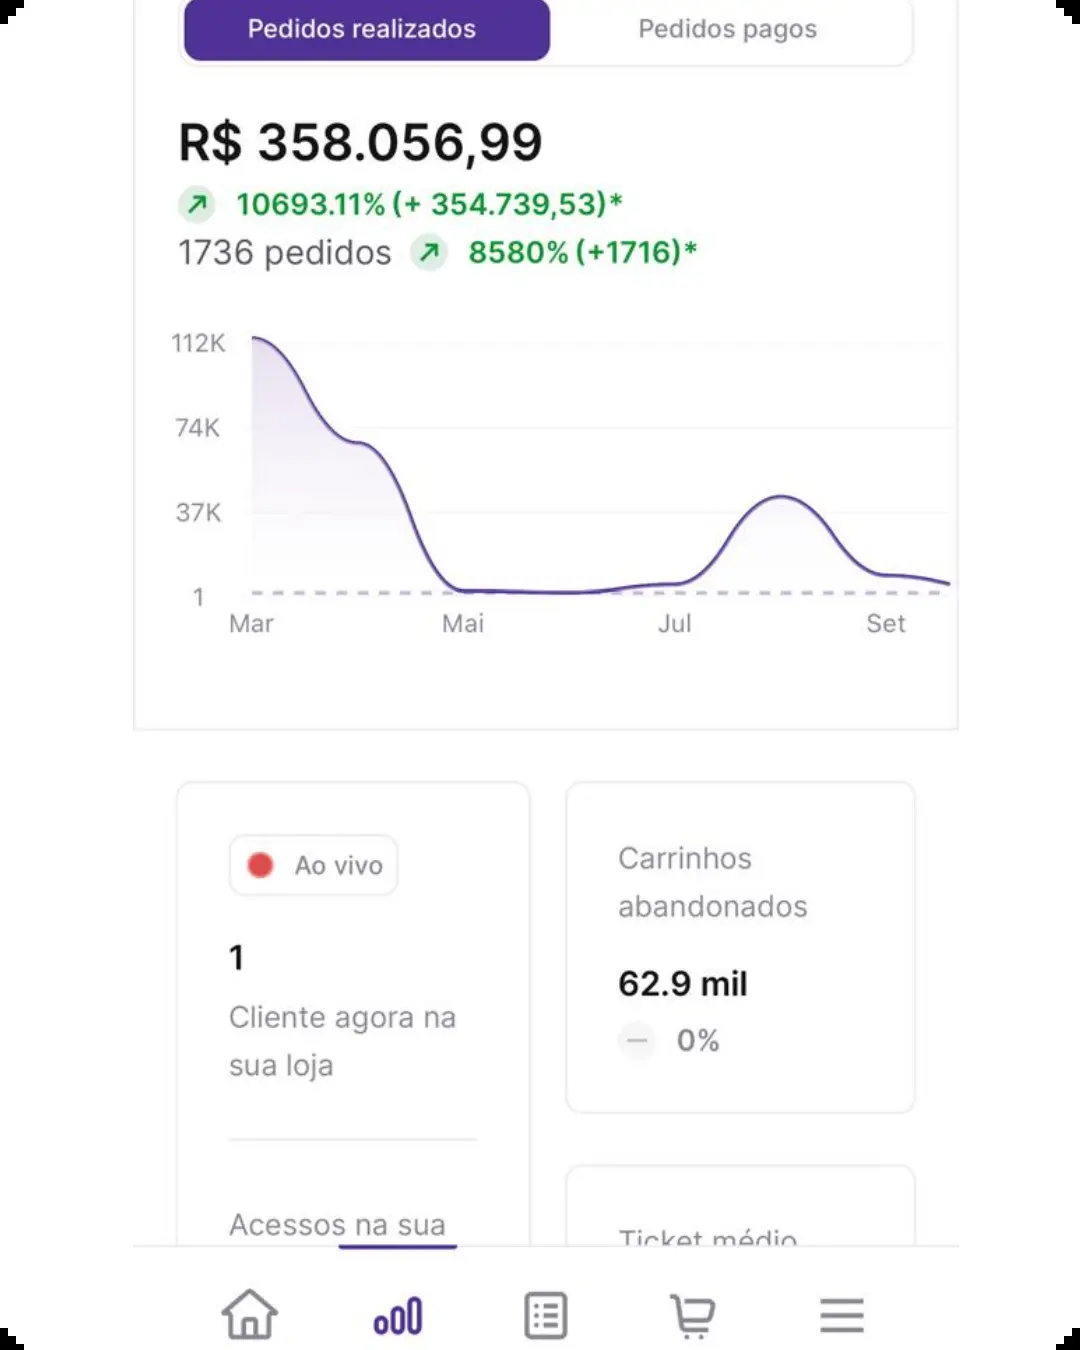 Pedidos realizados
Pedidos pagos
R$ 358.056,99
10693.11% (+ 354.739,53)*
1736 pedidos 8580% (+1716)*
112K
74K
37K
1
Mar Mai Jul Set
Ao vivo
1
Cliente agora na
sua loja
Acessos na sua
Carrinhos
abandonados
62.9 mil
0%
Ticket médio